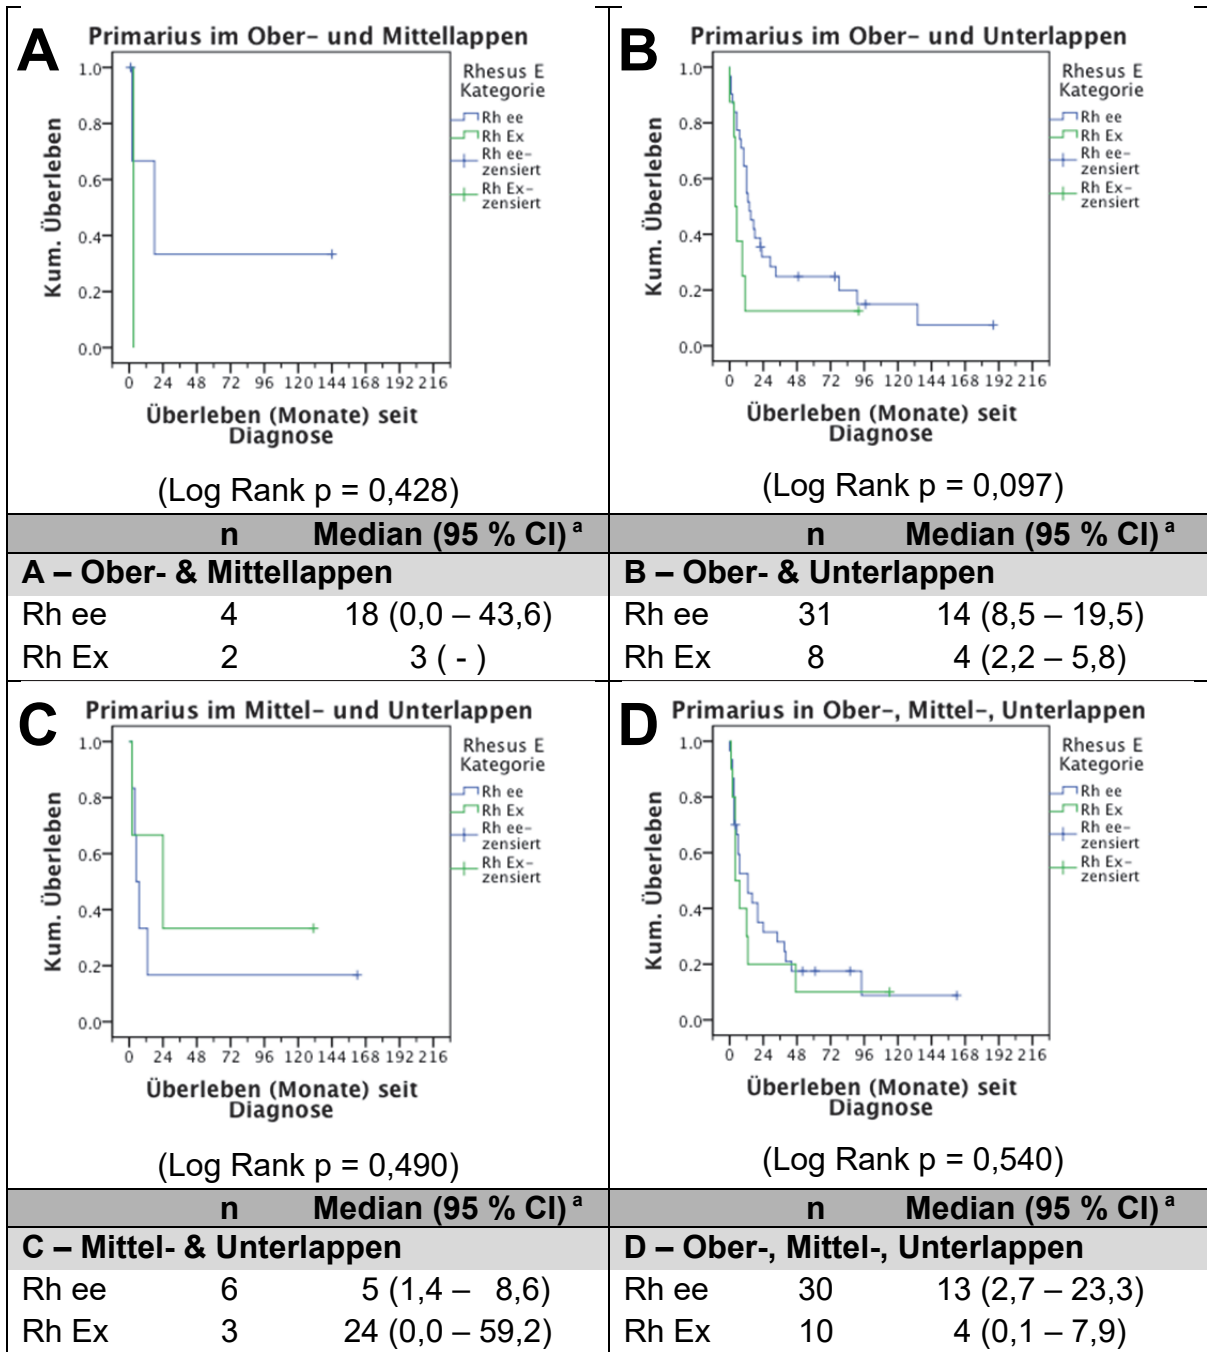 A
Primarius im Ober- und Mittellappen
Kum. Überleben
1.0
0.8
0.6
0.4
0.2
0.0
0 24 48 72 96 120 144 168 192 216
Überleben (Monate) seit
Diagnose
Rhesus E
Kategorie
Rh ee
Rh Ex
Rh ee-
zensiert
Rh Ex-
zensiert
(Log Rank p = 0,428)
n Median (95 % CI) a
A – Ober- & Mittellappen
Rh ee 4 18 (0,0 – 43,6)
Rh Ex 2 3 ( - )
B
Primarius im Ober- und Unterlappen
Kum. Überleben
1.0
0.8
0.6
0.4
0.2
0.0
0 24 48 72 96 120 144 168 192 216
Überleben (Monate) seit
Diagnose
Rhesus E
Kategorie
Rh ee
Rh Ex
Rh ee-
zensiert
Rh Ex-
zensiert
(Log Rank p = 0,097)
n Median (95 % CI) a
B – Ober- & Unterlappen
Rh ee 31 14 (8,5 – 19,5)
Rh Ex 8 4 (2,2 – 5,8)
C
Primarius im Mittel- und Unterlappen
Kum. Überleben
1.0
0.8
0.6
0.4
0.2
0.0
0 24 48 72 96 120 144 168 192 216
Überleben (Monate) seit
Diagnose
Rhesus E
Kategorie
Rh ee
Rh Ex
Rh ee-
zensiert
Rh Ex-
zensiert
(Log Rank p = 0,490)
n Median (95 % CI) a
C – Mittel- & Unterlappen
Rh ee 6 5 (1,4 – 8,6)
Rh Ex 3 24 (0,0 – 59,2)
D
Primarius in Ober-, Mittel-, Unterlappen
Kum. Überleben
1.0
0.8
0.6
0.4
0.2
0.0
0 24 48 72 96 120 144 168 192 216
Überleben (Monate) seit
Diagnose
Rhesus E
Kategorie
Rh ee
Rh Ex
Rh ee-
zensiert
Rh Ex-
zensiert
(Log Rank p = 0,540)
n Median (95 % CI) a
D – Ober-, Mittel-, Unterlappen
Rh ee 30 13 (2,7 – 23,3)
Rh Ex 10 4 (0,1 – 7,9)